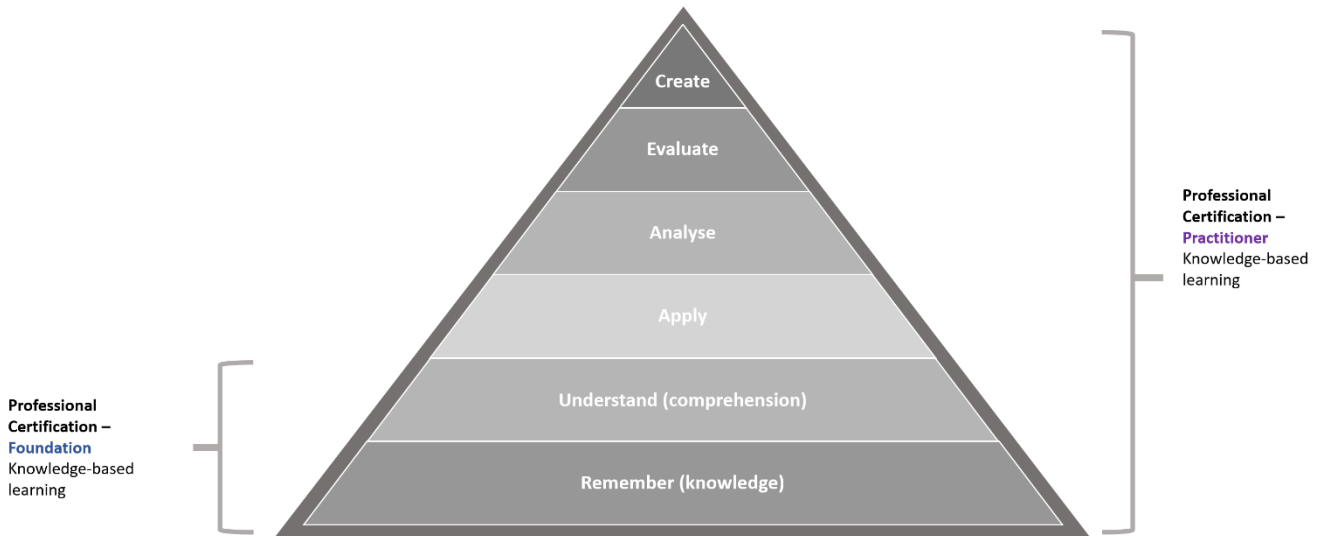 Create
Evaluate
Analyse
Apply
Understand (comprehension)
Remember (knowledge)
Professional
Certification –
Foundation
Knowledge-based
learning
Professional
Certification –
Practitioner
Knowledge-based
learning